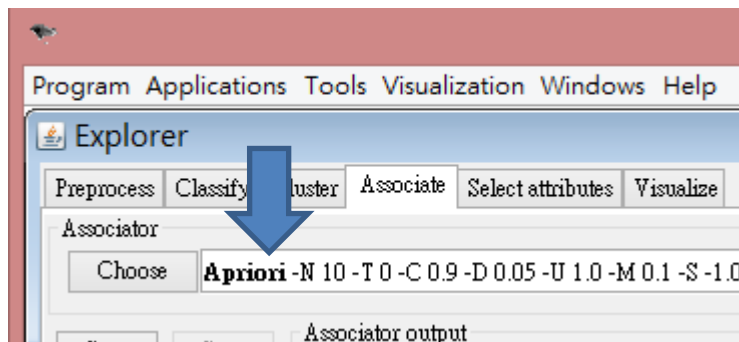 Program Applications Tools Visualization Windows Help
Explorer
Preprocess Classify Associate Select attributes Visualize
Associator
Choose Apriori -N 10 -T 0 -C 0.9 -D 0.05 -U 1.0 -M 0.1 -S -1.0
Associator output